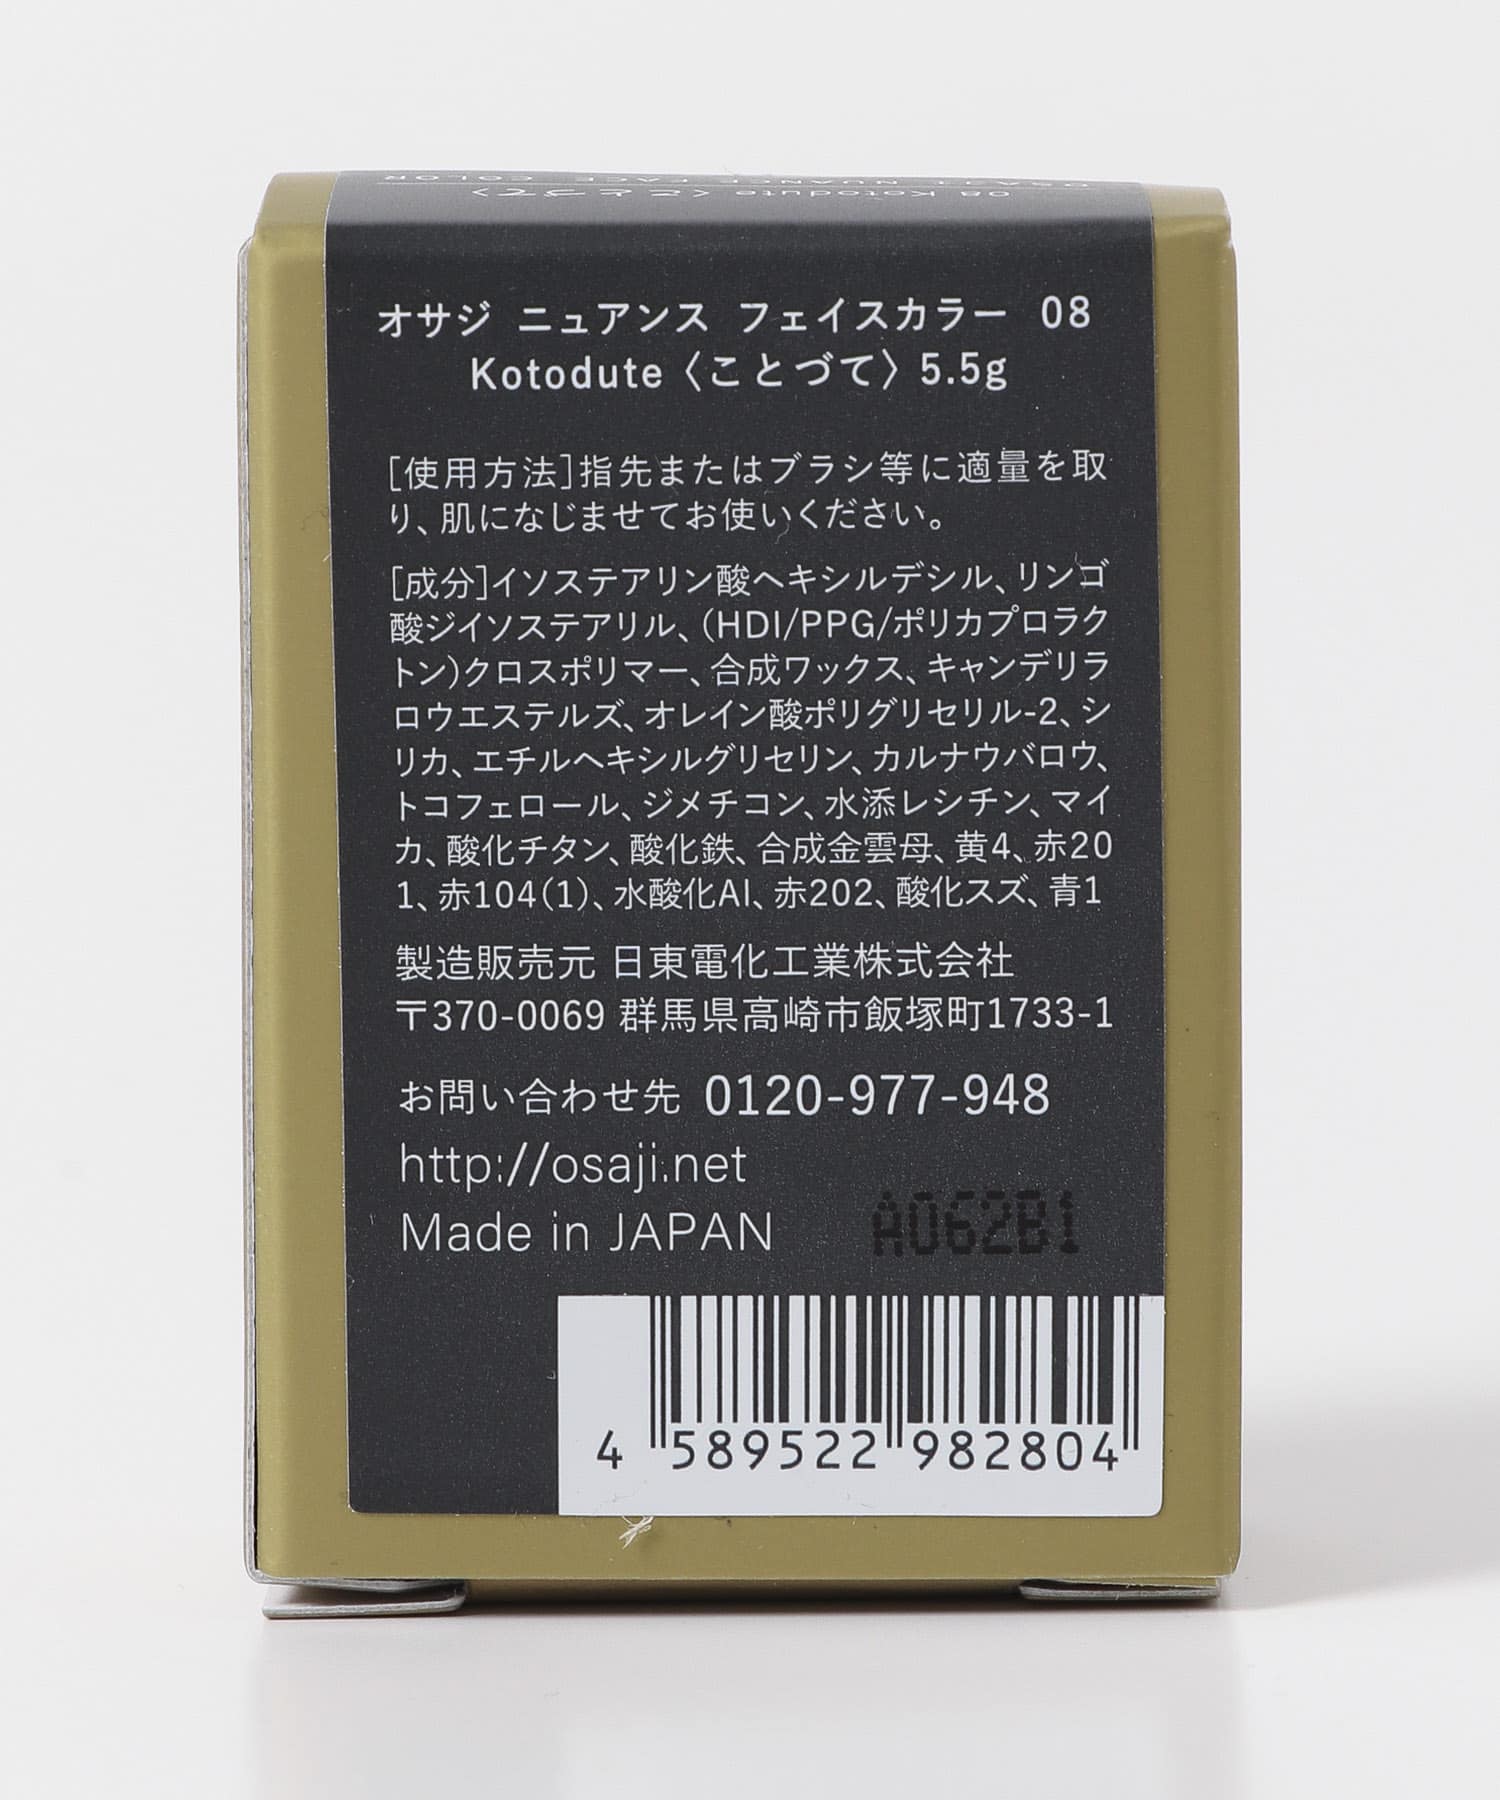 OSAJI NUANCE FACE COLOR
08 Kotodute〈ことづて〉
オサジ ニュアンス フェイスカラー 08
Kotodute〈ことづて〉5.5g
[使用方法]指先またはブラシ等に適量を取
り、肌になじませてお使いください。
[成分]イソステアリン酸ヘキシルデシル、リンゴ
酸ジイソステアリル、(HDI/PPG/ポリカプロラク
トン)クロスポリマー、合成ワックス、キャンデリラ
ロウエステルズ、オレイン酸ポリグリセリル-2、シ
リカ、エチルヘキシルグリセリン、カルナウバロウ、
トコフェロール、ジメチコン、水添レシチン、マイ
カ、酸化チタン、酸化鉄、合成金雲母、黄4、赤20
1、赤104(1)、水酸化Al、赤202、酸化スズ、青1
製造販売元 日東電化工業株式会社
〒370-0069 群馬県高崎市飯塚町1733-1
お問い合わせ先 0120-977-948
http://osaji.net
Made in JAPAN A062B1
4 589522 982804